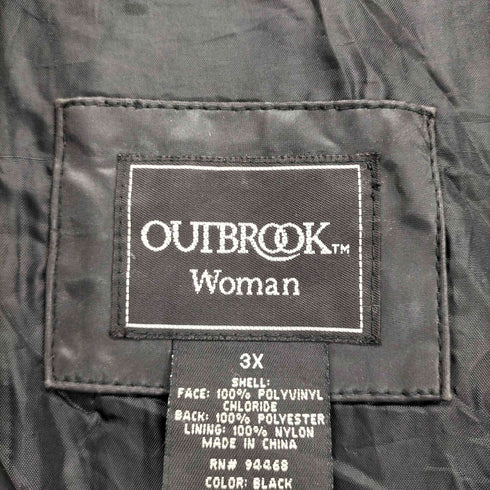 OUTBROOK™
Woman
3X
SHELL:
FACE: 100% POLYVINYL
CHLORIDE
BACK: 100% POLYESTER
LINING: 100% NYLON
MADE IN CHINA
RN# 94468
COLOR: BLACK